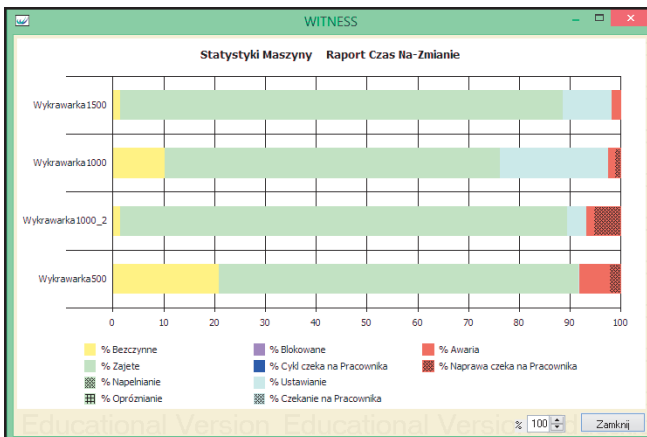 WITNESS
Statystyki Maszyny Raport Czas Na-Zmianie
Wykrawarka1500
Wykrawarka1000
Wykrawarka1000_2
Wykrawarka500
0 10 20 30 40 50 60 70 80 90 100
% Bezczynne % Blokowane % Awaria
% Zajete % Cykl czeka na Pracownika % Naprawa czeka na Pracownika
% Napelnianie % Ustawianie
% Opróznianie % Czekanie na Pracownika
Educational Version Educational Version
% 100 Zamknij